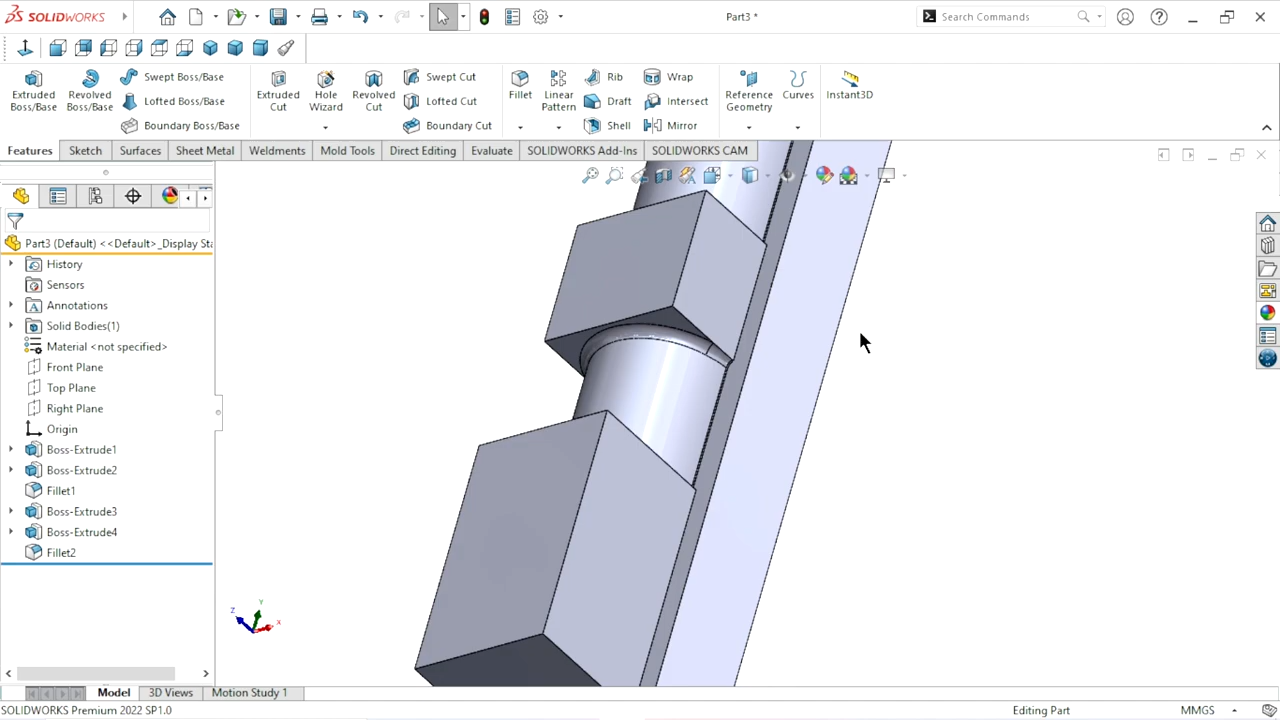 SOLIDWORKS
Part3 *
Search Commands
Extruded Boss/Base
Revolved Boss/Base
Swept Boss/Base
Lofted Boss/Base
Boundary Boss/Base
Extruded Cut
Hole Wizard
Revolved Cut
Swept Cut
Lofted Cut
Boundary Cut
Fillet
Linear Pattern
Rib
Draft
Shell
Wrap
Intersect
Mirror
Reference Geometry
Curves
Instant3D
Features
Sketch
Surfaces
Sheet Metal
Weldments
Mold Tools
Direct Editing
Evaluate
SOLIDWORKS Add-Ins
SOLIDWORKS CAM
Part3 (Default) <<Default>_Display Sta
History
Sensors
Annotations
Solid Bodies(1)
Material <not specified>
Front Plane
Top Plane
Right Plane
Origin
Boss-Extrude1
Boss-Extrude2
Fillet1
Boss-Extrude3
Boss-Extrude4
Fillet2
Z
Y
X
Model
3D Views
Motion Study 1
SOLIDWORKS Premium 2022 SP1.0
Editing Part
MMGS